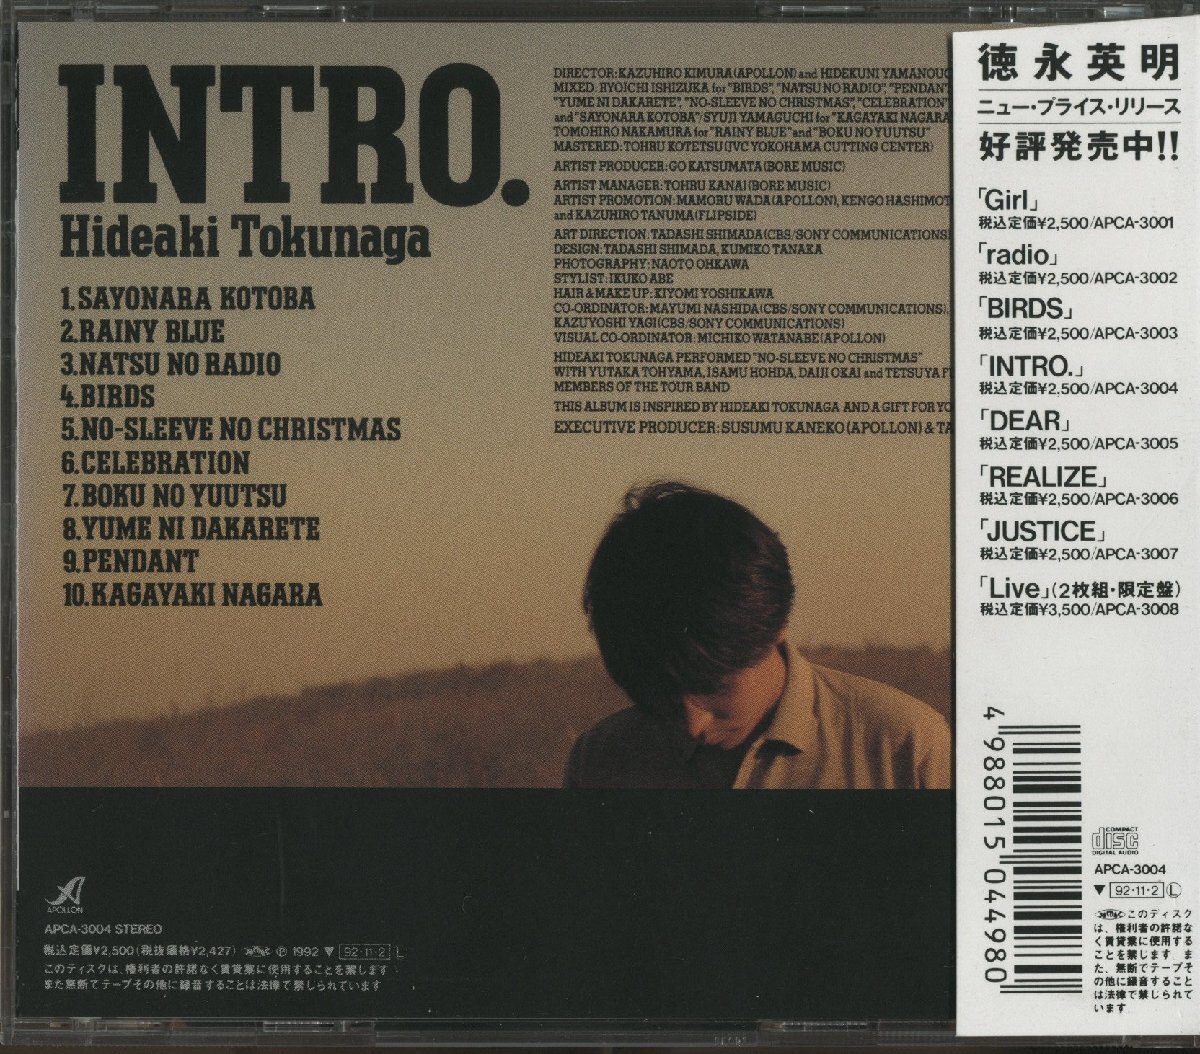 INTRO.
Hideaki Tokunaga
1.SAYONARA KOTOBA
2.RAINY BLUE
3.NATSU NO RADIO
4.BIRDS
5.NO-SLEEVE NO CHRISTMAS
6.CELEBRATION
7.BOKU NO YUUTSU
8.YUME NI DAKARETE
9.PENDANT
10.KAGAYAKI NAGARA
DIRECTOR: KAZUHIRO KIMURA(APOLLON) and HIDEKUNI YAMANOUC
MIXED: RYOICHI ISHIZUKA for "BIRDS", "NATSU NO RADIO", "PENDANT"
"YUME NI DAKARETE", "NO-SLEEVE NO CHRISTMAS", "CELEBRATION",
and "SAYONARA KOTOBA"/SYUJI YAMAGUCHI for "KAGAYAKI NAGARA
TOMOHIRO NAKAMURA for "RAINY BLUE" and "BOKU NO YUUTSU"
MASTERED: TOHRU KOTETSU(JVC YOKOHAMA CUTTING CENTER)
ARTIST PRODUCER: GO KATSUMATA(BORE MUSIC)
ARTIST MANAGER: TOHRU KANAI(BORE MUSIC)
ARTIST PROMOTION: MAMORU WADA(APOLLON), KENGO HASHIMOT
and KAZUHIRO TANUMA(FLIPSIDE)
ART DIRECTION: TADASHI SHIMADA(CBS/SONY COMMUNICATIONS)
DESIGN: TADASHI SHIMADA, KUMIKO TANAKA
PHOTOGRAPHY: NAOTO OHKAWA
STYLIST: IKUKO ABE
HAIR & MAKE UP: KIYOMI YOSHIKAWA
CO-ORDINATOR: MAYUMI NASHIDA(CBS/SONY COMMUNICATIONS),
KAZUYOSHI YAGI(CBS/SONY COMMUNICATIONS)
VISUAL CO-ORDINATOR: MICHIKO WATANABE(APOLLON)
HIDEAKI TOKUNAGA PERFORMED "NO-SLEEVE NO CHRISTMAS"
WITH YUTAKA TOHYAMA, ISAMU HOHDA, DAIJI OKAI and TETSUYA F
MEMBERS OF THE TOUR BAND
THIS ALBUM IS INSPIRED BY HIDEAKI TOKUNAGA AND A GIFT FOR YO
EXECUTIVE PRODUCER: SUSUMU KANEKO(APOLLON) & TA
APOLLON
APCA-3004 STEREO
税込定価¥2,500(税抜価格¥2,427) ℗ 1992 ▼ 92·11·2 L
このディスクは、権利者の許諾なく賃貸業に使用することを禁します
また無断でテープその他に録音することは法律で禁しられています
徳永英明
ニュー・プライス・リリース
好評発売中!!
「Girl」
税込定価¥2,500/APCA-3001
「radio」
税込定価¥2,500/APCA-3002
「BIRDS」
税込定価¥2,500/APCA-3003
「INTRO.」
税込定価¥2,500/APCA-3004
「DEAR」
税込定価¥2,500/APCA-3005
「REALIZE」
税込定価¥2,500/APCA-3006
「JUSTICE」
税込定価¥2,500/APCA-3007
「Live」(2枚組・限定盤)
税込定価¥3,500/APCA-3008
4 988015 044980
COMPACT
disc
DIGITAL AUDIO
APCA-3004
▼ 92·11·2 Ⓛ
このディスク
は、権利者の許諾な
く賃貸業に使用する
ことを禁じます。ま
た、無断でテープそ
の他に録音すること
は法律で禁じられて
います。